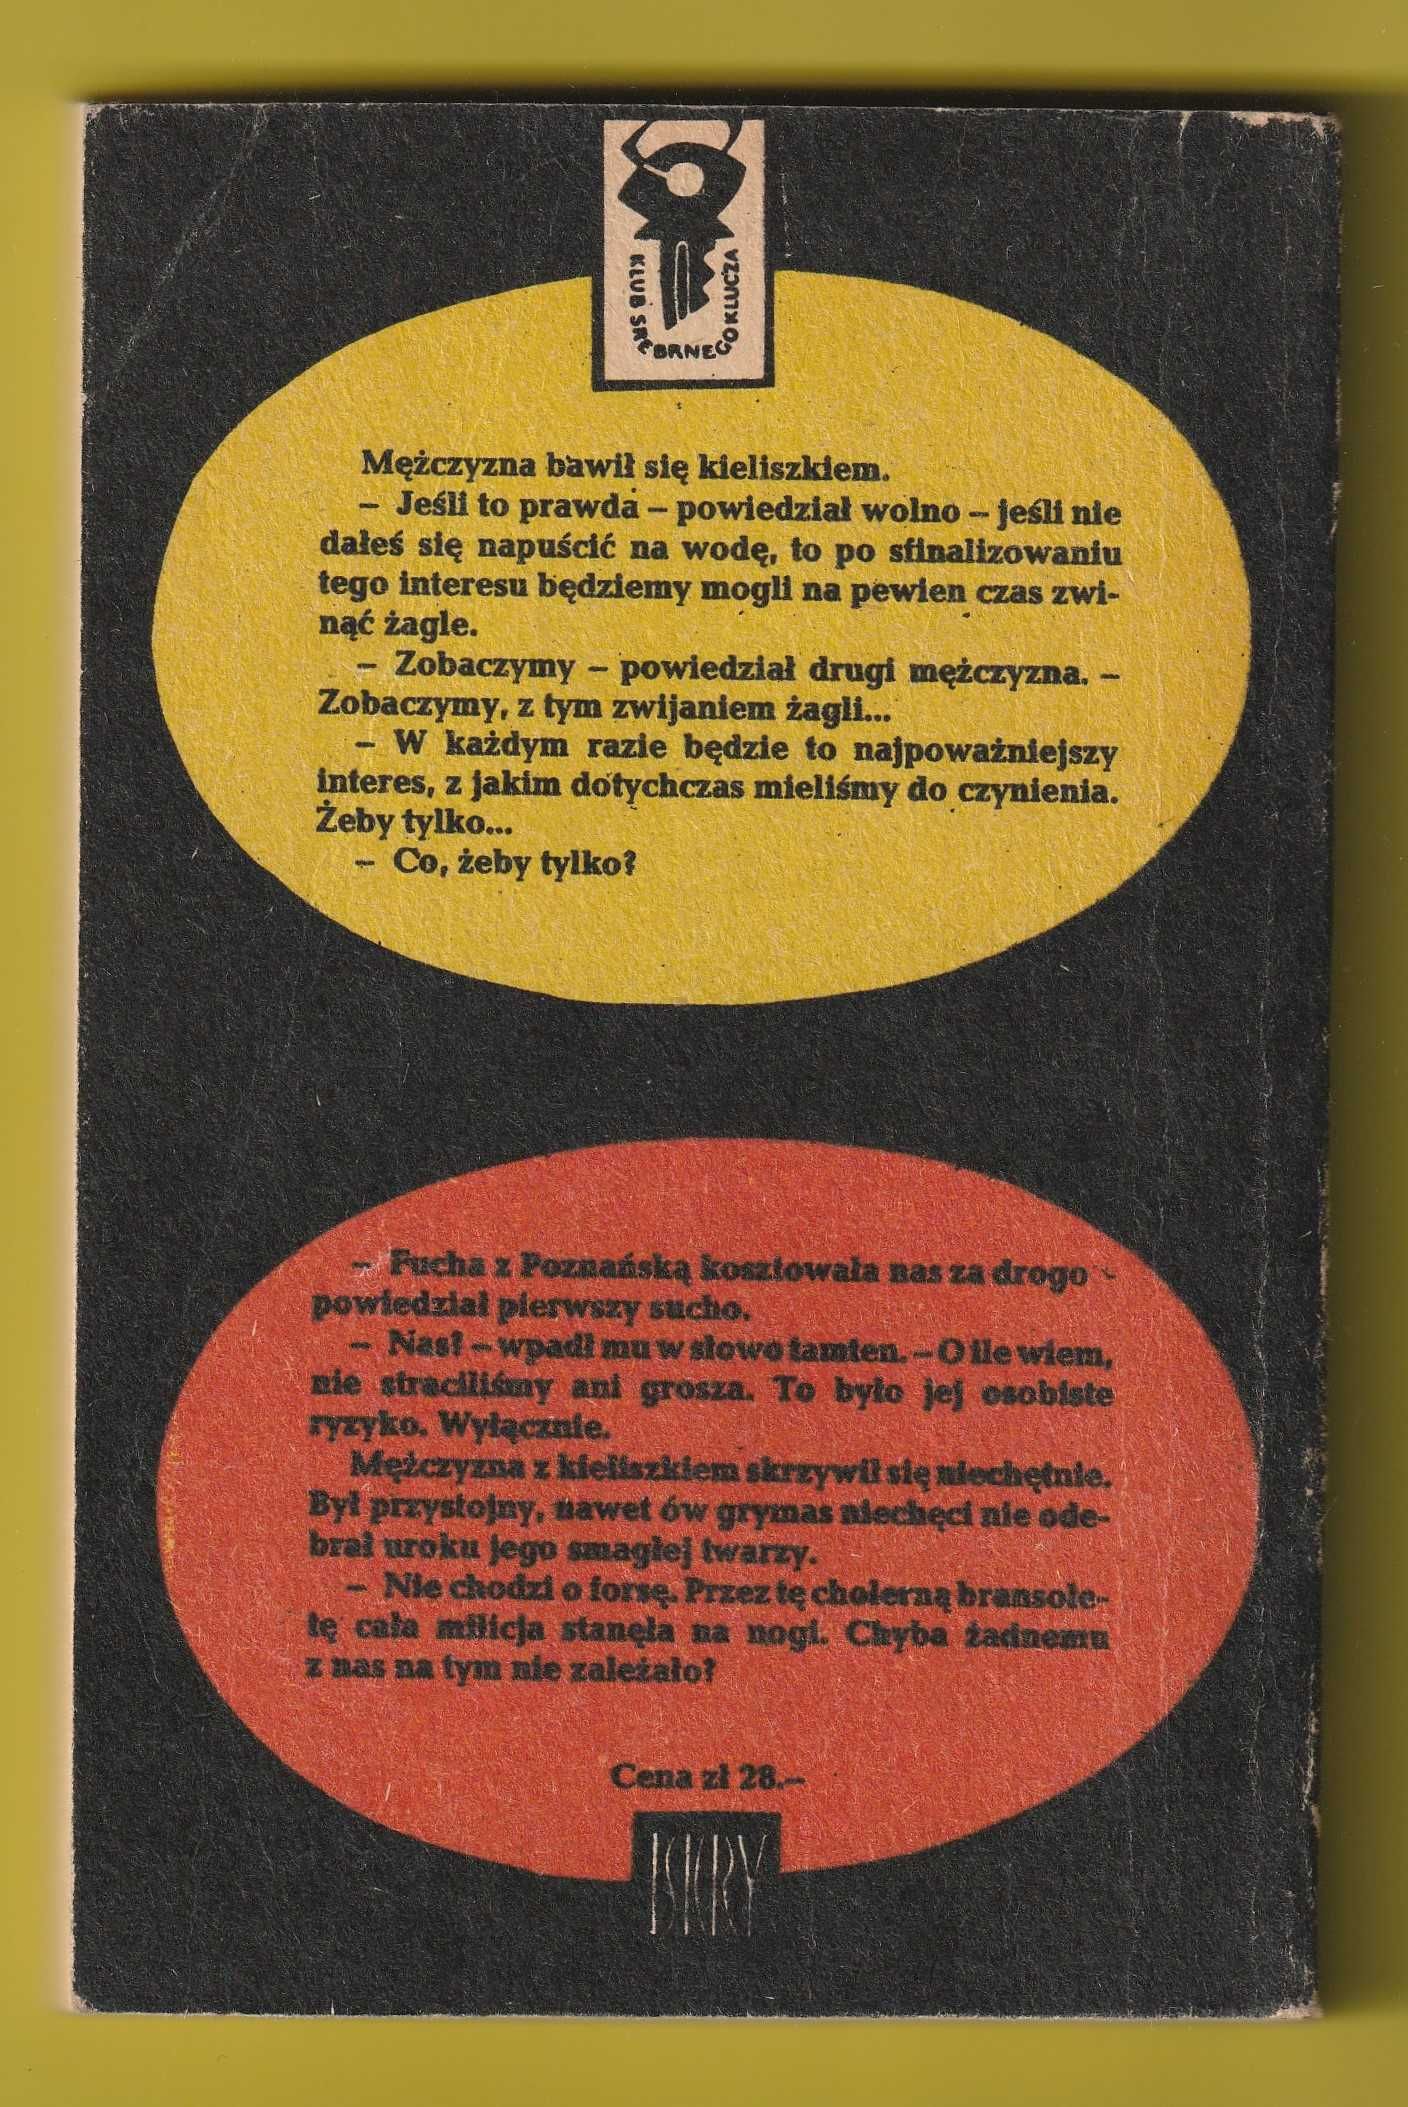 KLUB SREBRNEGO KLUCZA
Mężczyzna bawił się kieliszkiem.
– Jeśli to prawda – powiedział wolno – jeśli nie
dałeś się napuścić na wodę, to po sfinalizowaniu
tego interesu będziemy mogli na pewien czas zwi-
nąć żagle.
– Zobaczymy – powiedział drugi mężczyzna. –
Zobaczymy, z tym zwijaniem żagli...
– W każdym razie będzie to najpoważniejszy
interes, z jakim dotychczas mieliśmy do czynienia.
Żeby tylko...
– Co, żeby tylko?
– Fucha z Poznańską kosztowała nas za drogo –
powiedział pierwszy sucho.
– Nas? – wpadł mu w słowo tamten. – O ile wiem,
nie straciliśmy ani grosza. To było jej osobiste
ryzyko. Wyłącznie.
Mężczyzna z kieliszkiem skrzywił się niechętnie.
Był przystojny, nawet ów grymas niechęci nie ode-
brał uroku jego smagłej twarzy.
– Nie chodzi o forsę. Przez tę cholerną bransole-
tę cała milicja stanęła na nogi. Chyba żadnemu
z nas na tym nie zależało?
Cena zł 28.–
ISKRY